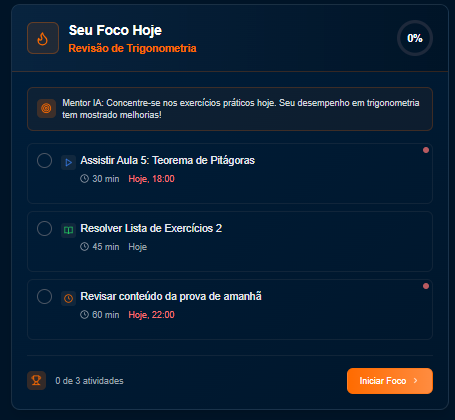 Seu Foco Hoje
Revisão de Trigonometria
0%
Mentor IA: Concentre-se nos exercícios práticos hoje. Seu desempenho em trigonometria
tem mostrado melhorias!
Assistir Aula 5: Teorema de Pitágoras
30 min Hoje, 18:00
Resolver Lista de Exercícios 2
45 min Hoje
Revisar conteúdo da prova de amanhã
60 min Hoje, 22:00
0 de 3 atividades
Iniciar Foco